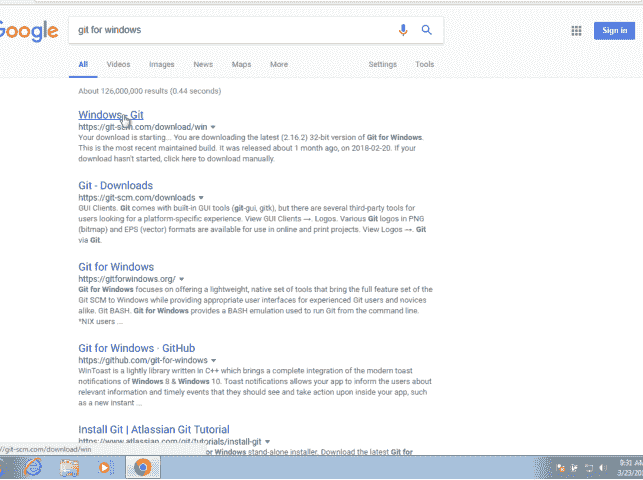 Google
git for windows
Sign in
All Videos Images News Maps More Settings Tools
About 126,000,000 results (0.44 seconds)
Windows - Git
https://git-scm.com/download/win
Your download is starting... You are downloading the latest (2.16.2) 32-bit version of Git for Windows.
This is the most recent maintained build. It was released about 1 month ago, on 2018-02-20. If your
download hasn't started, click here to download manually.
Git - Downloads
https://git-scm.com/downloads
GUI Clients. Git comes with built-in GUI tools (git-gui, gitk), but there are several third-party tools for
users looking for a platform-specific experience. View GUI Clients →. Logos. Various Git logos in PNG
(bitmap) and EPS (vector) formats are available for use in online and print projects. View Logos →. Git
via Git.
Git for Windows
https://gitforwindows.org/
Git for Windows focuses on offering a lightweight, native set of tools that bring the full feature set of the
Git SCM to Windows while providing appropriate user interfaces for experienced Git users and novices
alike. Git BASH. Git for Windows provides a BASH emulation used to run Git from the command line.
*NIX users ...
Git for Windows · GitHub
https://github.com/git-for-windows
WinToast is a lightly library written in C++ which brings a complete integration of the modern toast
notifications of Windows 8 & Windows 10. Toast notifications allows your app to inform the users about
relevant information and timely events that they should see and take action upon inside your app, such
as a new instant ...
Install Git | Atlassian Git Tutorial
https://www.atlassian.com/git/tutorials/install-git
//git-scm.com/download/win
or Windows stand-alone installer. Download the latest Git for
9:31 AM
3/23/20